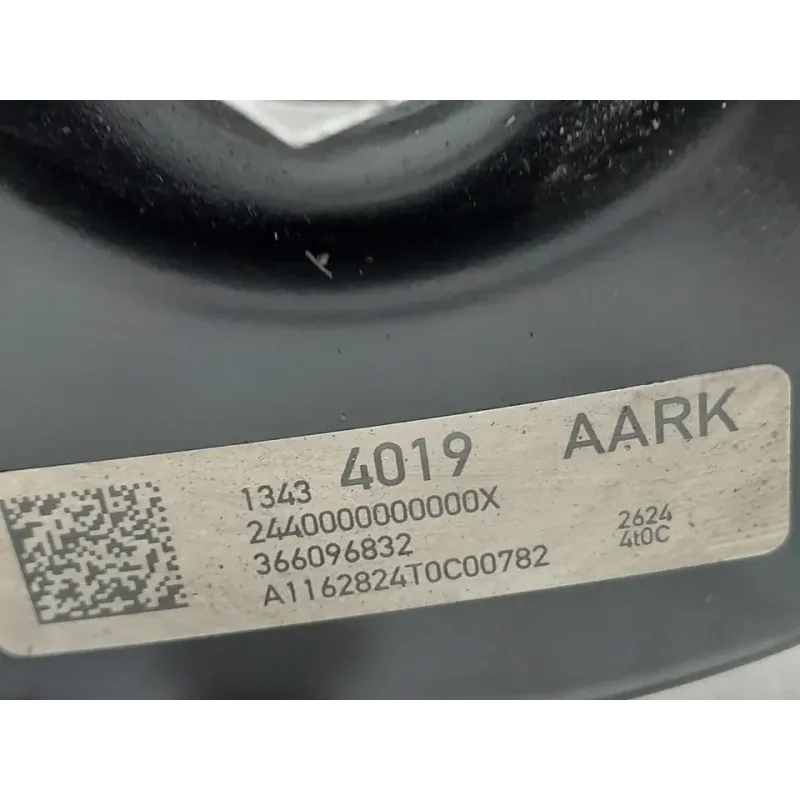 1343 4019 AARK
2440000000000X
366096832
A1162824T0C00782
2624
4t0C